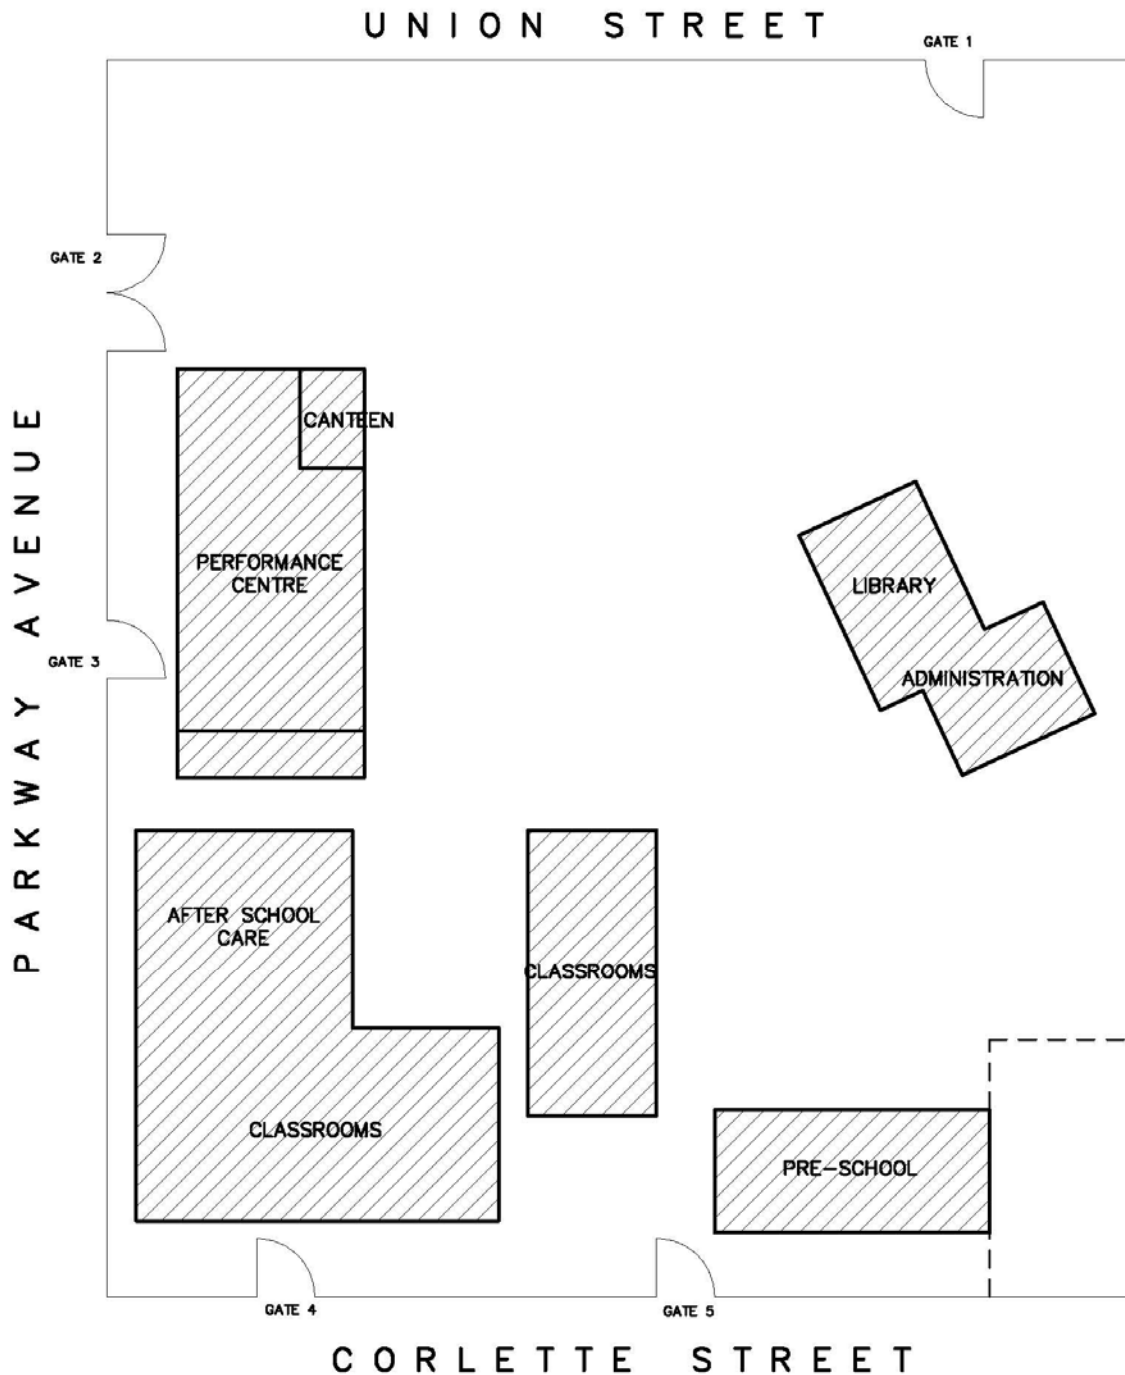 UNION STREET
GATE 1
GATE 2
CANTEEN
PARKWAY AVENUE
PERFORMANCE
CENTRE
LIBRARY
GATE 3
ADMINISTRATION
AFTER SCHOOL
CARE
CLASSROOMS
CLASSROOMS
PRE-SCHOOL
GATE 4
GATE 5
CORLETTE STREET